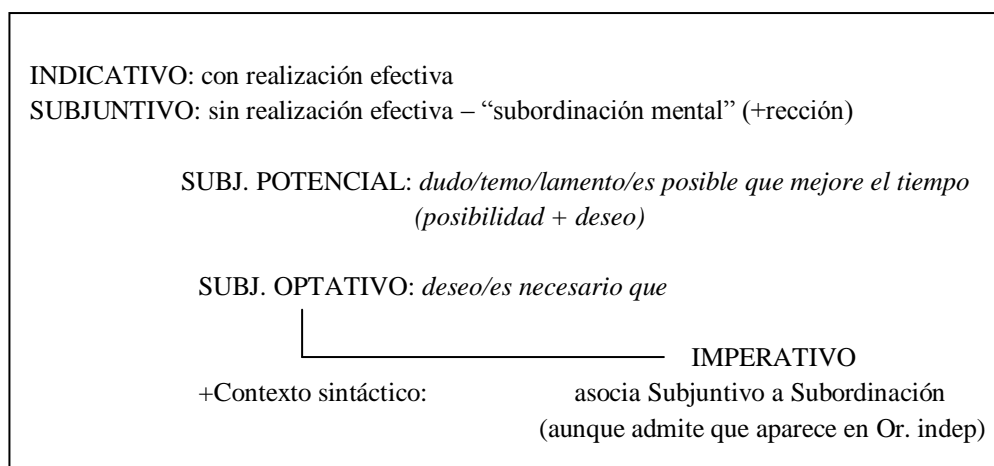 INDICATIVO: con realización efectiva
SUBJUNTIVO: sin realización efectiva – “subordinación mental” (+rección)
SUBJ. POTENCIAL: dudo/temo/lamento/es posible que mejore el tiempo
(posibilidad + deseo)
SUBJ. OPTATIVO: deseo/es necesario que
IMPERATIVO
+Contexto sintáctico: asocia Subjuntivo a Subordinación
(aunque admite que aparece en Or. indep)